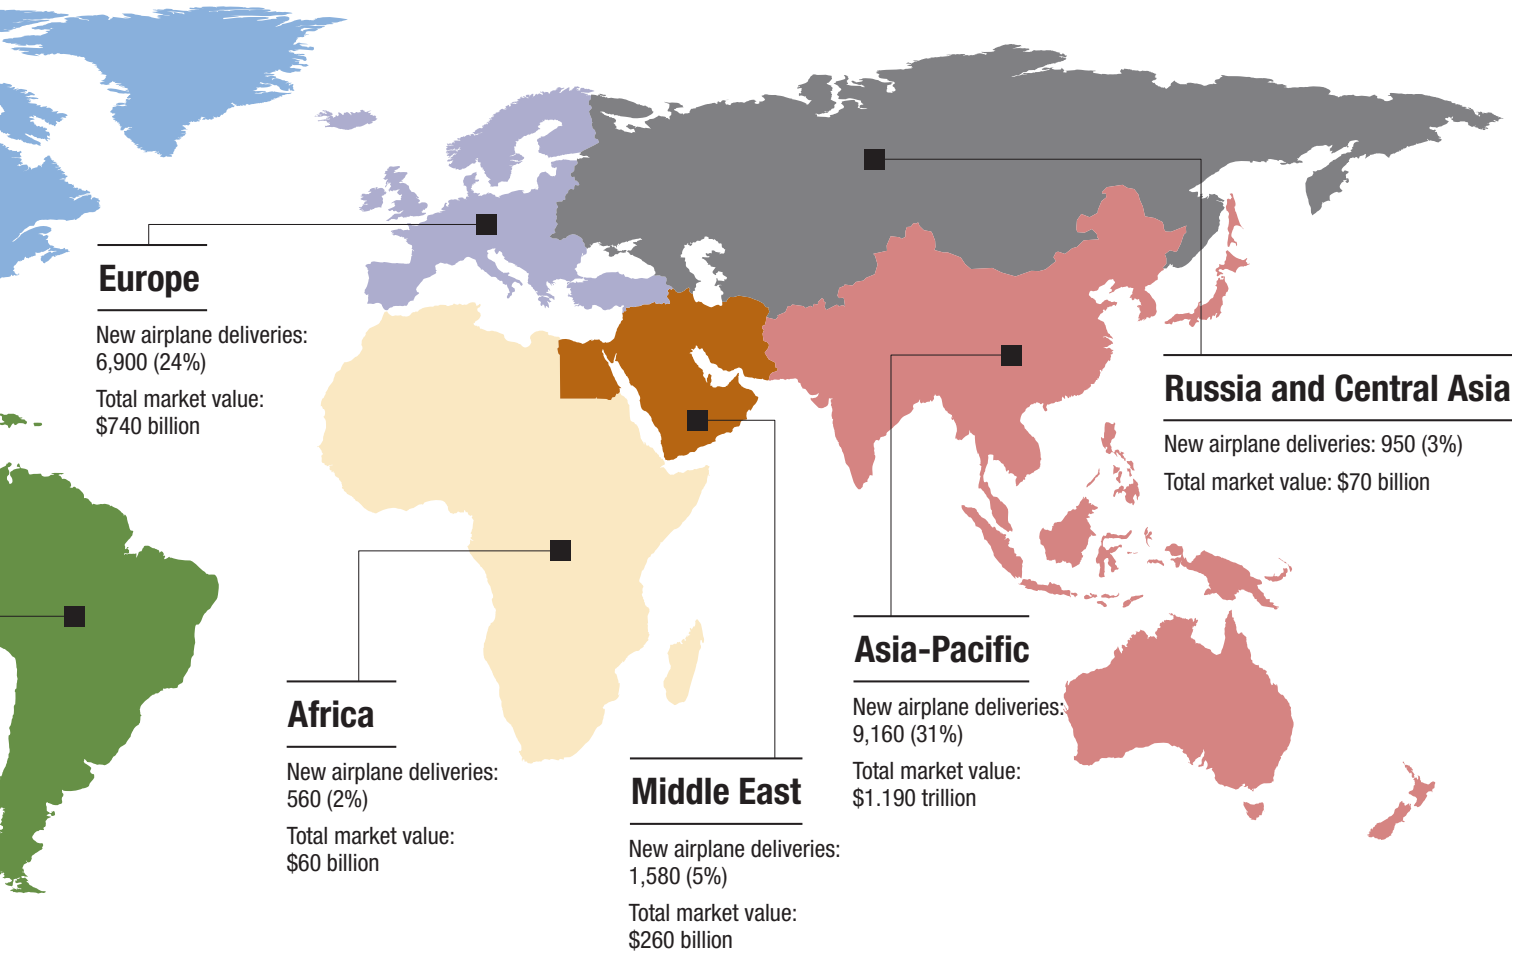 Europe
New airplane deliveries:
6,900 (24%)
Total market value:
$740 billion
Africa
New airplane deliveries:
560 (2%)
Total market value:
$60 billion
Middle East
New airplane deliveries:
1,580 (5%)
Total market value:
$260 billion
Asia-Pacific
New airplane deliveries:
9,160 (31%)
Total market value:
$1.190 trillion
Russia and Central Asia
New airplane deliveries: 950 (3%)
Total market value: $70 billion